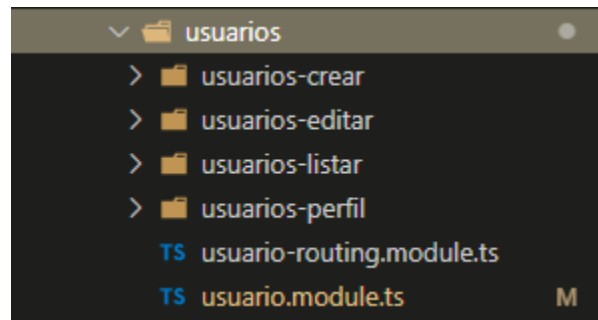 usuarios
usuarios-crear
usuarios-editar
usuarios-listar
usuarios-perfil
TS usuario-routing.module.ts
TS usuario.module.ts M